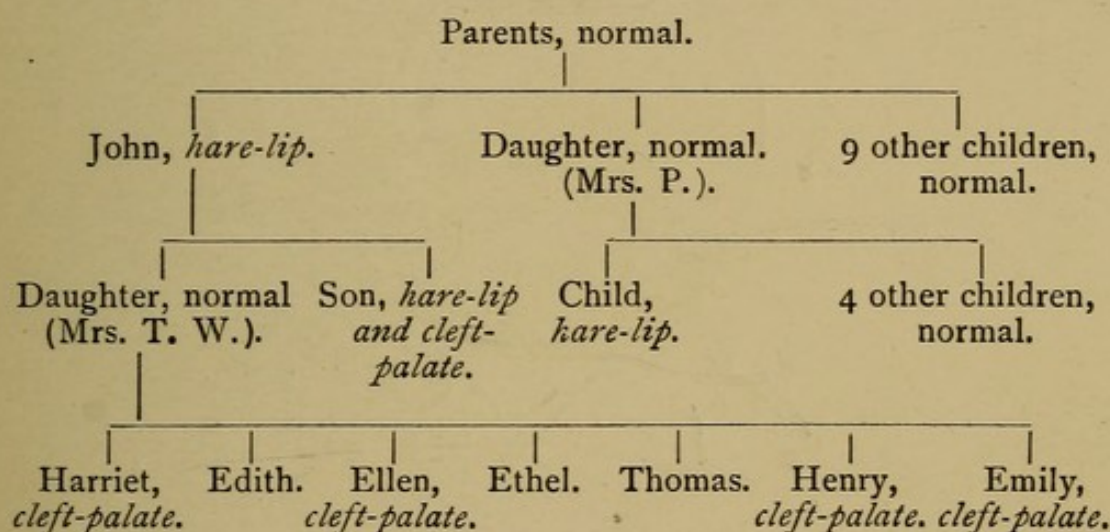 Parents, normal.
John, hare-lip. Daughter, normal. 9 other children,
(Mrs. P.). normal.
Daughter, normal Son, hare-lip Child, 4 other children,
(Mrs. T. W.). and cleft- hare-lip. normal.
palate.
Harriet, Edith. Ellen, Ethel. Thomas. Henry, Emily,
cleft-palate. cleft-palate. cleft-palate. cleft-palate.